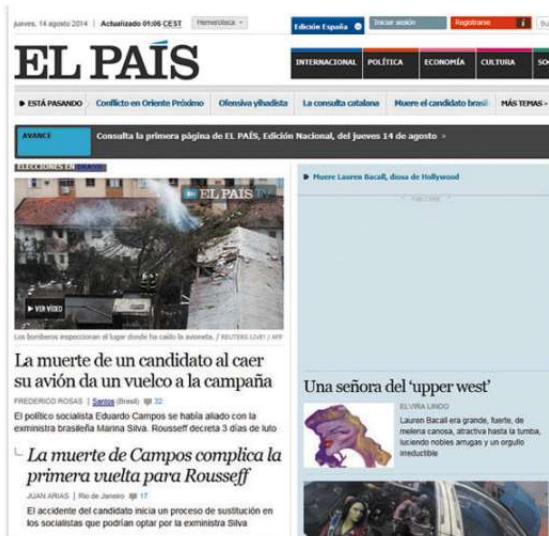 jueves, 14 agosto 2014 | Actualizado 01:05 CEST
Hemeroteca
Edición España
Iniciar sesión
Registrarse
EL PAÍS
INTERNACIONAL POLÍTICA ECONOMÍA CULTURA
ESTÁ PASANDO Conflicto en Oriente Próximo Ofensiva yihadista La consulta catalana Muere el candidato brasil MÁS TEMAS
AVANCE
Consulta la primera página de EL PAÍS, Edición Nacional, del jueves 14 de agosto >
ELECCIONES EN BRASIL
EL PAÍS TV
VER VÍDEO
Los bomberos inspeccionan el lugar donde ha caído la avioneta. / REUTERS LIVE! / AFP
La muerte de un candidato al caer
su avión da un vuelco a la campaña
FREDERICO ROSAS | Santos (Brasil) 32
El político socialista Eduardo Campos se había aliado con la
exministra brasileña Marina Silva. Rousseff decreta 3 días de luto
La muerte de Campos complica la
primera vuelta para Rousseff
JUAN ARIAS | Río de Janeiro 17
El accidente del candidato inicia un proceso de sustitución en
los socialistas que podrían optar por la exministra Silva
Muere Lauren Bacall, diosa de Hollywood
PUBLICIDAD
Una señora del ‘upper west’
ELVIRA LINDO
Lauren Bacall era grande, fuerte, de
melena canosa, atractiva hasta la tumba,
luciendo nobles arrugas y un orgullo
irreductible